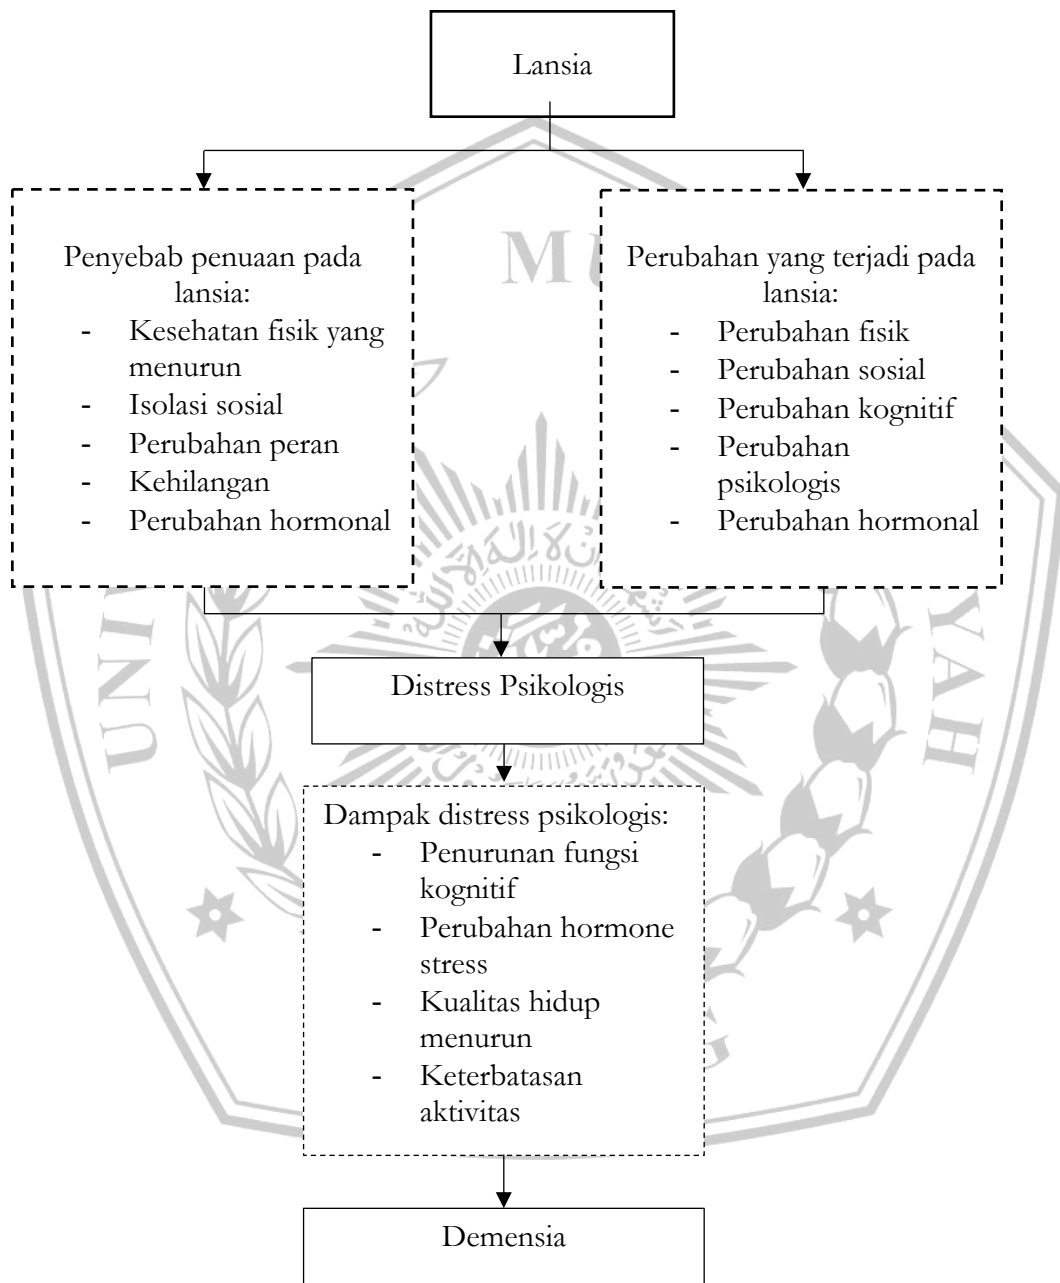 Lansia
Penyebab penuaan pada
lansia:
- Kesehatan fisik yang
menurun
- Isolasi sosial
- Perubahan peran
- Kehilangan
- Perubahan hormonal
Perubahan yang terjadi pada
lansia:
- Perubahan fisik
- Perubahan sosial
- Perubahan kognitif
- Perubahan
psikologis
- Perubahan hormonal
Distress Psikologis
Dampak distress psikologis:
- Penurunan fungsi
kognitif
- Perubahan hormone
stress
- Kualitas hidup
menurun
- Keterbatasan
aktivitas
Demensia